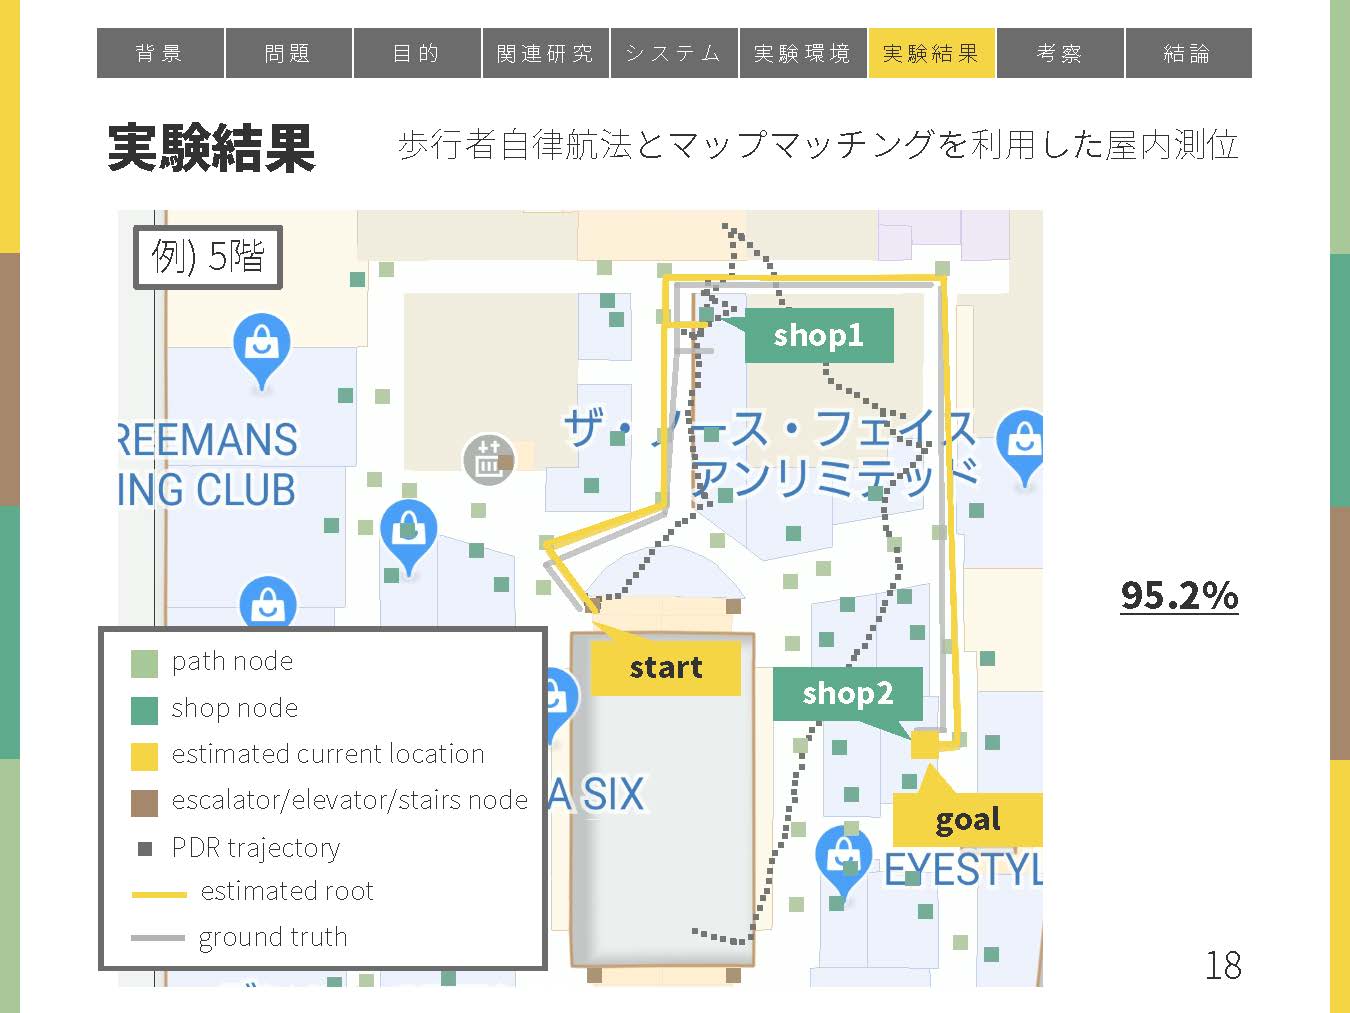 背景
問題
目的
関連研究
システム
実験環境
実験結果
考察
結論
実験結果
歩行者自律航法とマップマッチングを利用した屋内測位
例) 5階
shop1
ザ・ノース・フェイス
アンリミテッド
REEMANS
ING CLUB
start
shop2
A SIX
goal
EYESTYL
95.2%
path node
shop node
estimated current location
escalator/elevator/stairs node
PDR trajectory
estimated root
ground truth
18